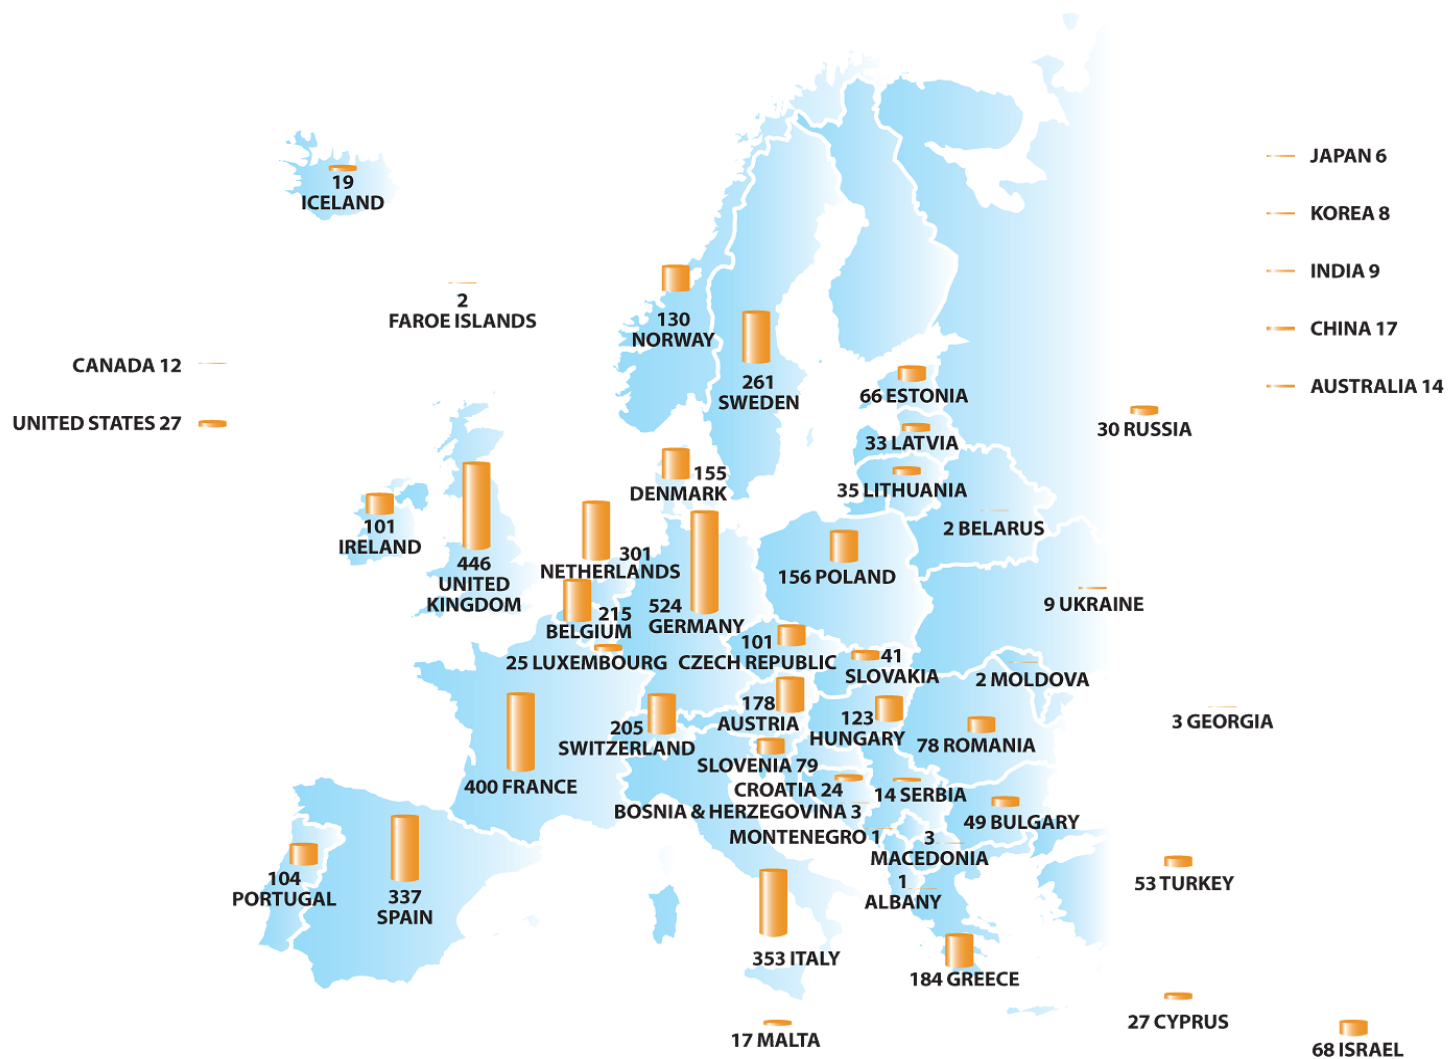 19
ICELAND
2
FAROE ISLANDS
CANADA 12
UNITED STATES 27
JAPAN 6
KOREA 8
INDIA 9
CHINA 17
AUSTRALIA 14
130
NORWAY
261
SWEDEN
66 ESTONIA
33 LATVIA
35 LITHUANIA
30 RUSSIA
155
DENMARK
101
IRELAND
446
UNITED
KINGDOM
301
NETHERLANDS
215
BELGIUM
524
GERMANY
156 POLAND
2 BELARUS
9 UKRAINE
25 LUXEMBOURG
101
CZECH REPUBLIC
41
SLOVAKIA
2 MOLDOVA
178
AUSTRIA
205
SWITZERLAND
123
HUNGARY
78 ROMANIA
3 GEORGIA
400 FRANCE
SLOVENIA 79
CROATIA 24
14 SERBIA
BOSNIA & HERZEGOVINA 3
49 BULGARY
MONTENEGRO 1
3
MACEDONIA
1
ALBANY
104
PORTUGAL
337
SPAIN
353 ITALY
184 GREECE
53 TURKEY
17 MALTA
27 CYPRUS
68 ISRAEL